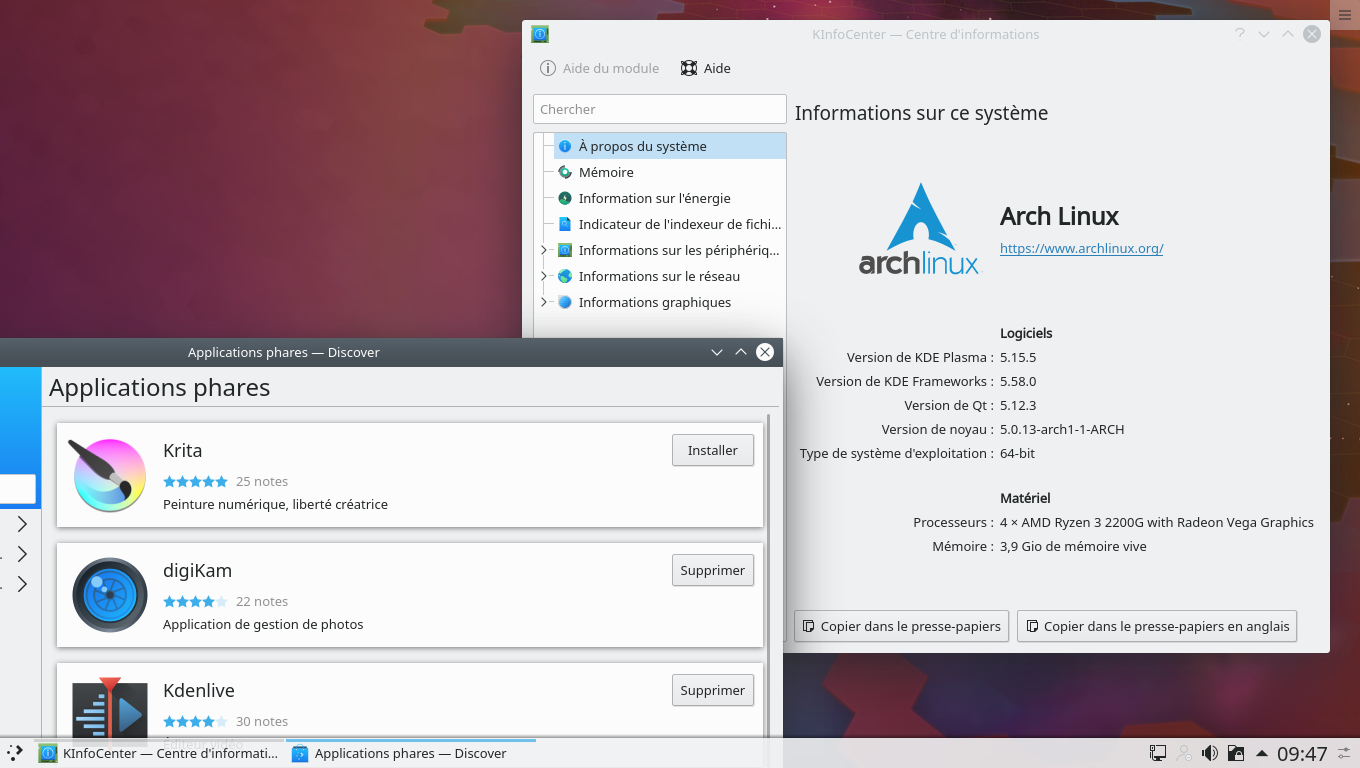 KInfoCenter — Centre d'informations
Aide du module
Aide
Chercher
À propos du système
Mémoire
Information sur l'énergie
Indicateur de l'indexeur de fichi...
Informations sur les périphériq...
Informations sur le réseau
Informations graphiques
Informations sur ce système
archlinux
Arch Linux
https://www.archlinux.org/
Logiciels
Version de KDE Plasma : 5.15.5
Version de KDE Frameworks : 5.58.0
Version de Qt : 5.12.3
Version de noyau : 5.0.13-arch1-1-ARCH
Type de système d'exploitation : 64-bit
Matériel
Processeurs : 4 × AMD Ryzen 3 2200G with Radeon Vega Graphics
Mémoire : 3,9 Gio de mémoire vive
Copier dans le presse-papiers
Copier dans le presse-papiers en anglais
Applications phares — Discover
Applications phares
Krita
Installer
25 notes
Peinture numérique, liberté créatrice
digiKam
Supprimer
22 notes
Application de gestion de photos
Kdenlive
Supprimer
30 notes
KInfoCenter — Centre d'informati...
Applications phares — Discover
09:47